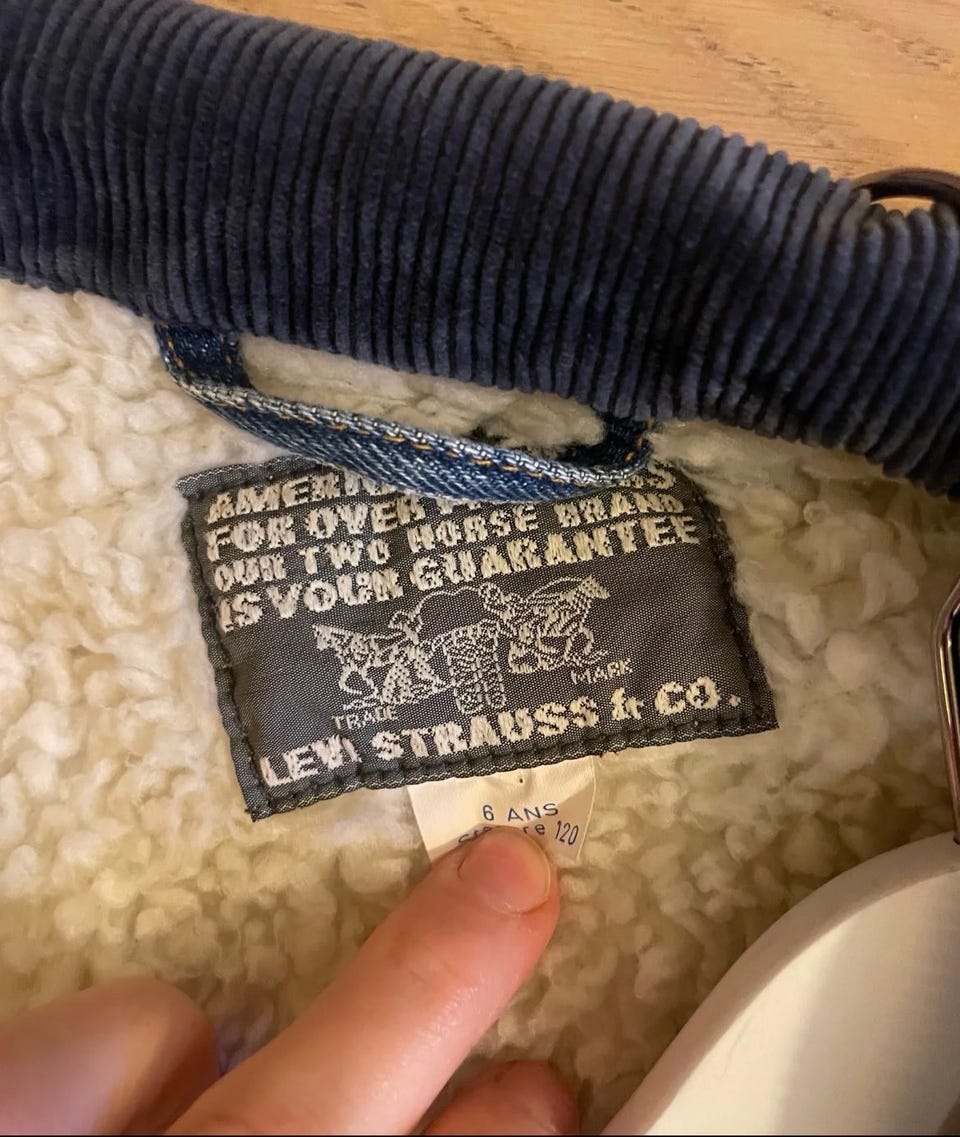 FOR OVER
OUR TWO HORSE BRAND
IS YOUR GUARANTEE
TRADE MARK
LEVI STRAUSS & CO.
6 ANS
120